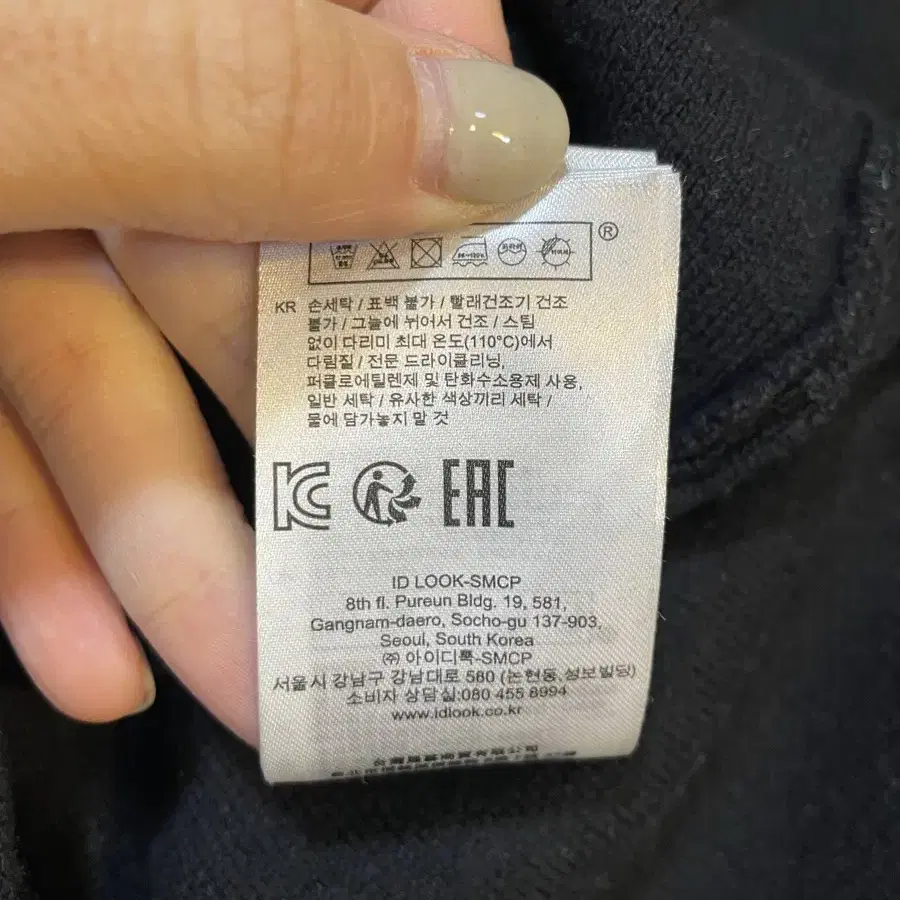 ®
KR 손세탁 / 표백 불가 / 빨래건조기 건조
불가 / 그늘에 뉘어서 건조 / 스팀
없이 다리미 최대 온도(110°C)에서
다림질 / 전문 드라이클리닝,
퍼클로에틸렌제 및 탄화수소용제 사용,
일반 세탁 / 유사한 색상끼리 세탁 /
물에 담가놓지 말 것
EAC
ID LOOK-SMCP
8th fl. Pureun Bldg. 19, 581,
Gangnam-daero, Socho-gu 137-903,
Seoul, South Korea
㈜ 아이디룩-SMCP
서울시 강남구 강남대로 580 (논현동,성보빌딩)
소비자 상담실:080 455 8994
www.idlook.co.kr